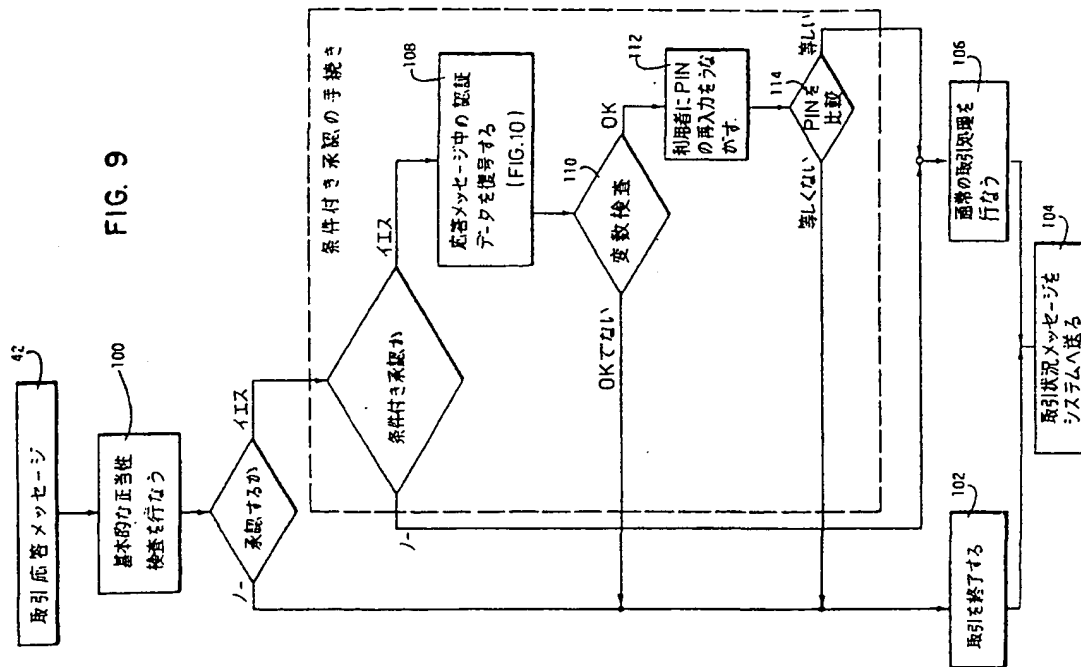 FIG. 9
取引応答メッセージ
42
基本的な正当性
検査を行なう
100
承認するか
イエス
ノー
条件付き承認の手続き
条件付き承認か
イエス
ノー
応答メッセージ中の認証
データを復号する
(FIG.10)
108
変数検査
110
OK
OKでない
利用者にPIN
の再入力をうな
がす
112
PINを
比較
114
等しい
等しくない
取引を終了する
102
通常の取引処理を
行なう
106
取引状況メッセージを
システムへ送る
104